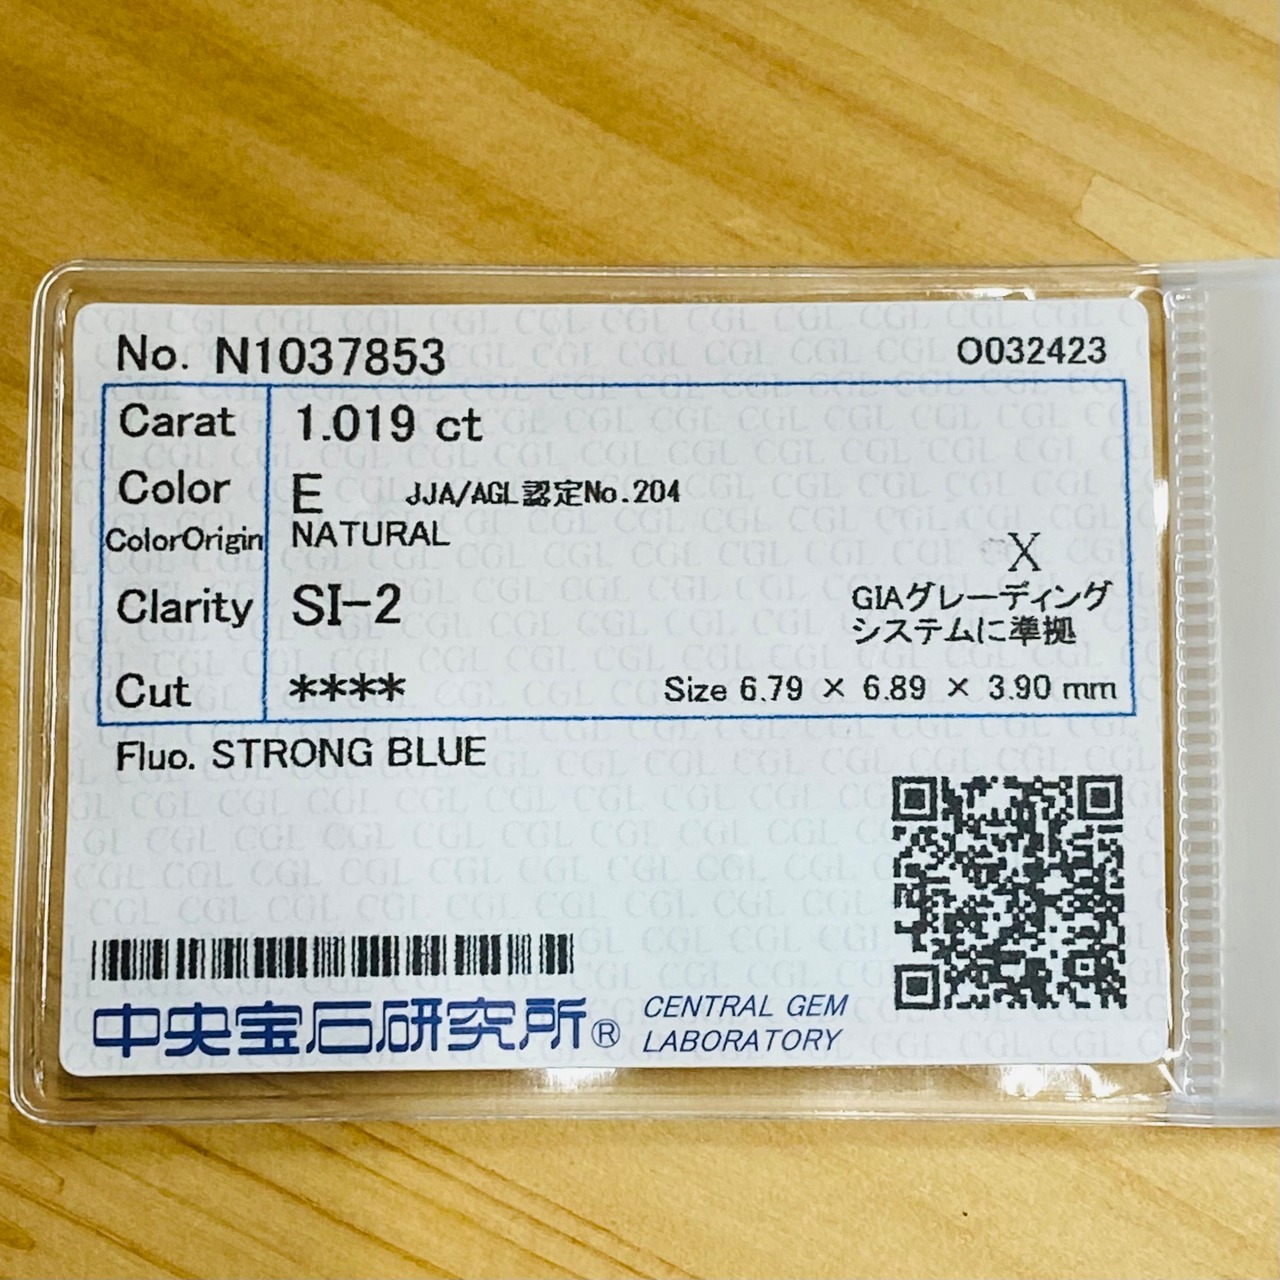 No. N1037853 O032423
Carat 1.019 ct
Color E JJA/AGL認定No.204
ColorOrigin NATURAL
X
Clarity SI-2 GIAグレーディング
システムに準拠
Cut **** Size 6.79 × 6.89 × 3.90 mm
Fluo. STRONG BLUE
中央宝石研究所® CENTRAL GEM
LABORATORY